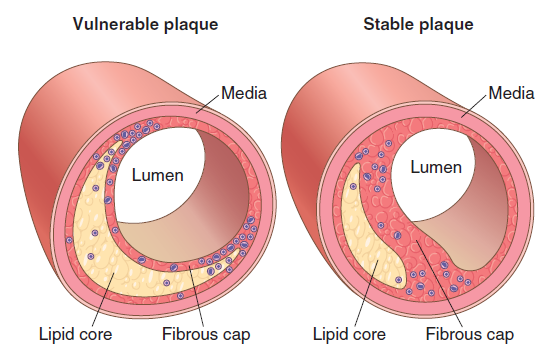 Vulnerable plaque
Stable plaque
Media
Media
Lumen
Lumen
Lipid core
Fibrous cap
Lipid core
Fibrous cap